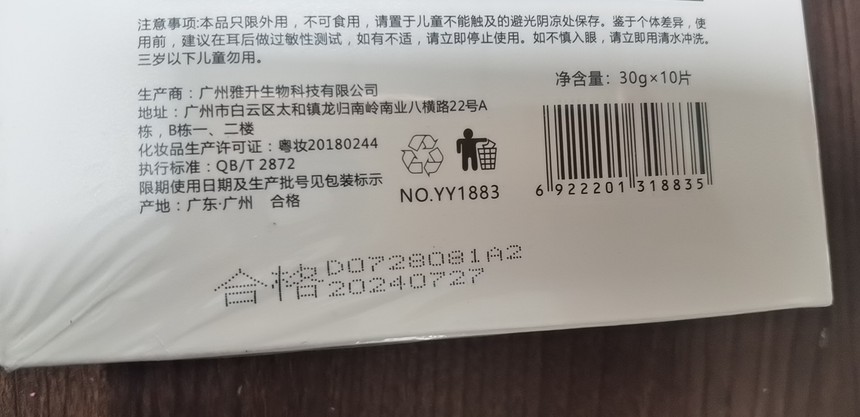 注意事项:本品只限外用，不可食用，请置于儿童不能触及的避光阴凉处保存。鉴于个体差异，使
用前，建议在耳后做过敏性测试，如有不适，请立即停止使用。如不慎入眼，请立即用清水冲洗。
三岁以下儿童勿用。
净含量：30g×10片
生产商：广州雅升生物科技有限公司
地址：广州市白云区太和镇龙归南岭南业八横路22号A
栋，B栋一、二楼
化妆品生产许可证：粤妆20180244
执行标准：QB/T 2872
限期使用日期及生产批号见包装标示
产地：广东·广州 合格
NO.YY1883
6 922201 318835
合格 D0728081A2
20240727